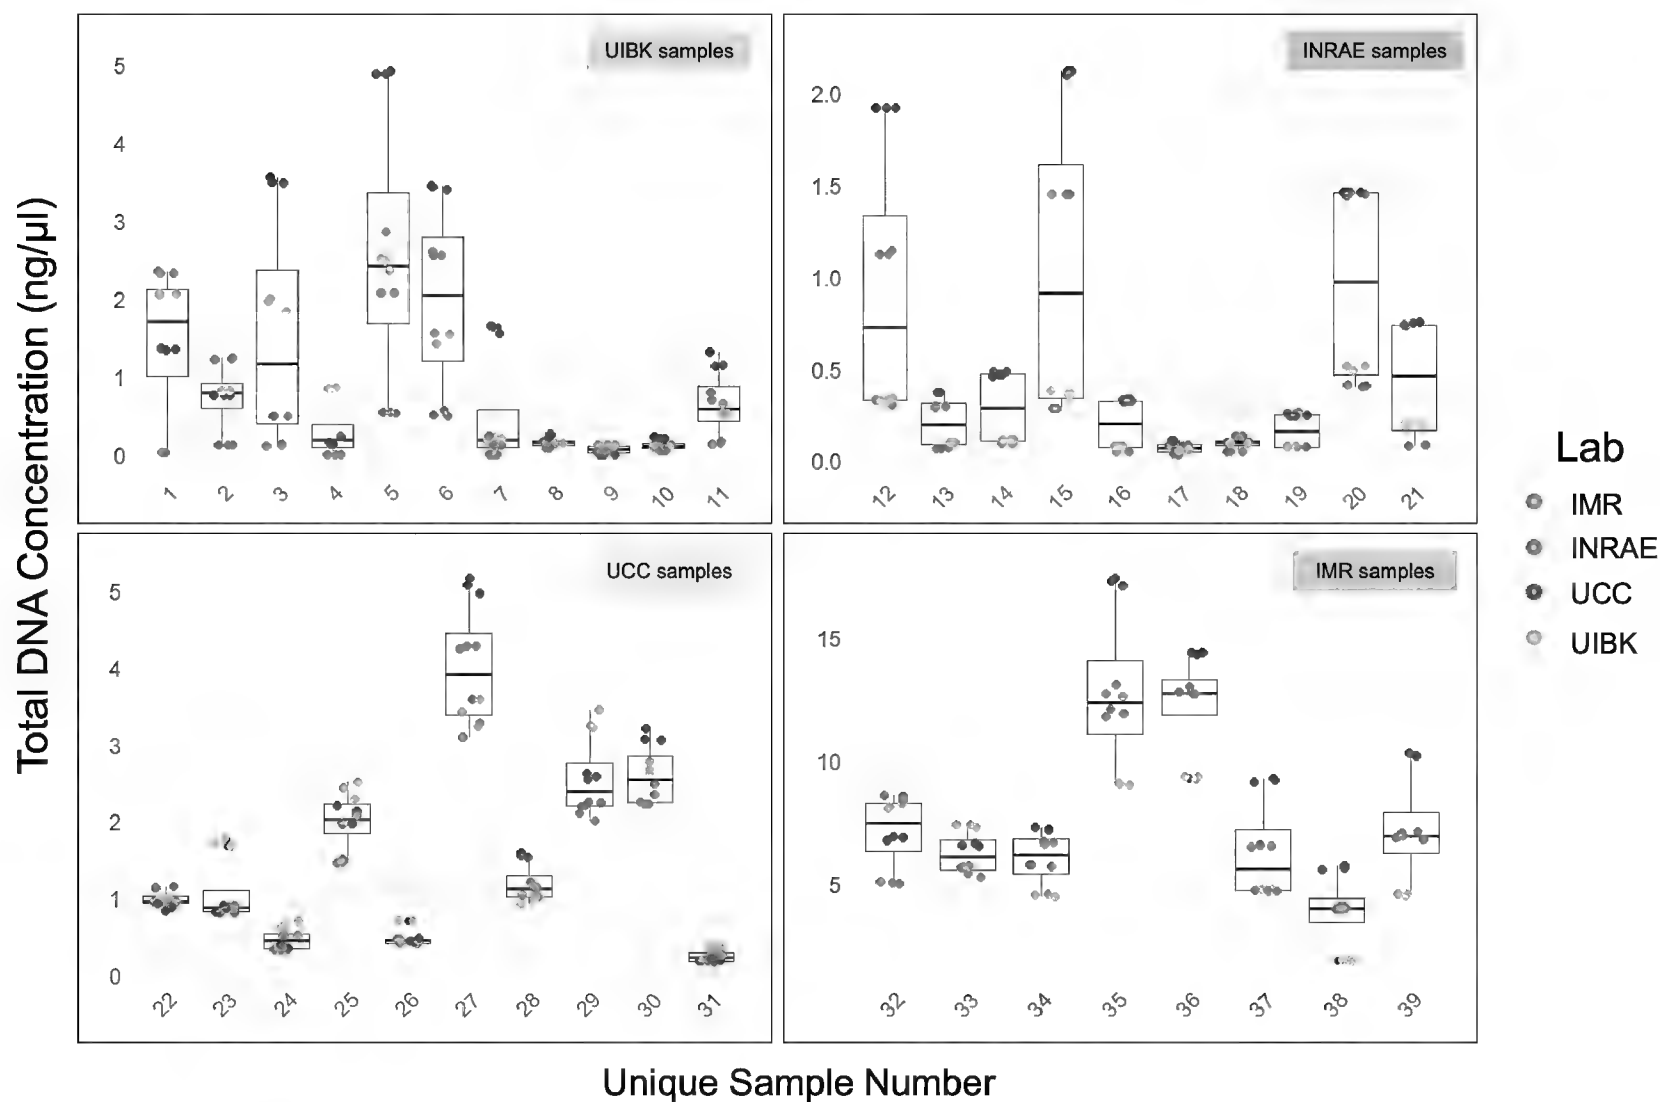 Total DNA Concentration (ng/µl)
UIBK samples
5
4
3
2
1
0
1 2 3 4 5 6 7 8 9 10 11
INRAE samples
2.0
1.5
1.0
0.5
0.0
12 13 14 15 16 17 18 19 20 21
UCC samples
5
4
3
2
1
0
22 23 24 25 26 27 28 29 30 31
IMR samples
15
10
5
32 33 34 35 36 37 38 39
Unique Sample Number
Lab
IMR
INRAE
UCC
UIBK